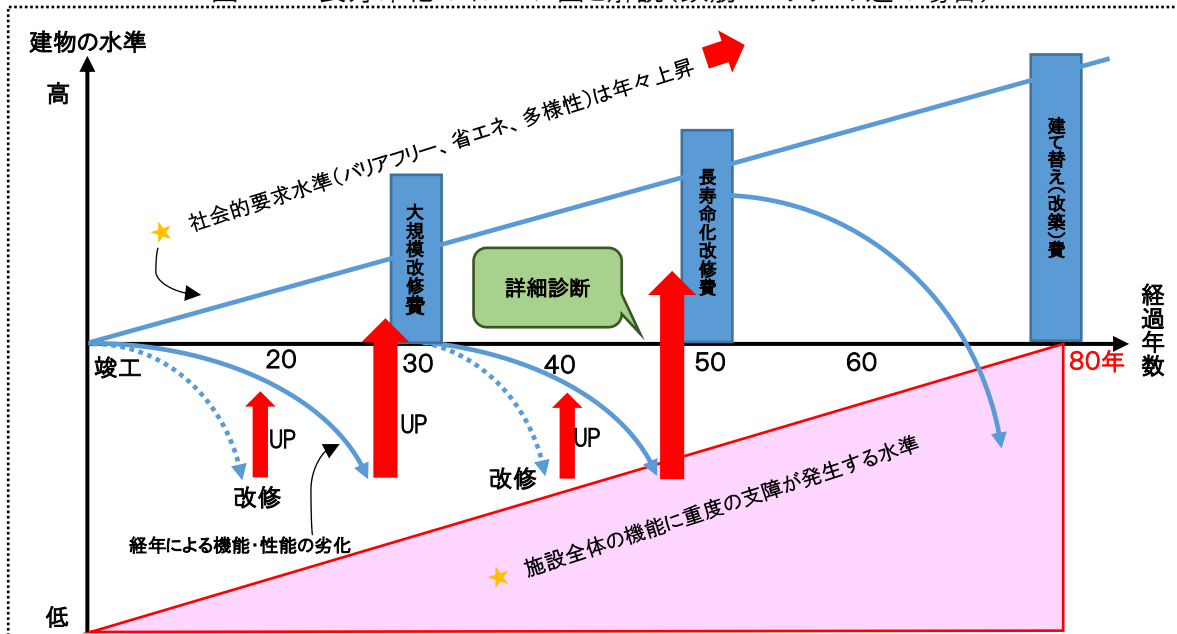 建物の水準
高
★ 社会的要求水準(バリアフリー、省エネ、多様性)は年々上昇
大規模改修費
長寿命化改修費
建て替え(改築)費
詳細診断
経過年数
竣工
20
30
40
50
60
80年
UP
UP
UP
改修
改修
経年による機能・性能の劣化
★ 施設全体の機能に重度の支障が発生する水準
低